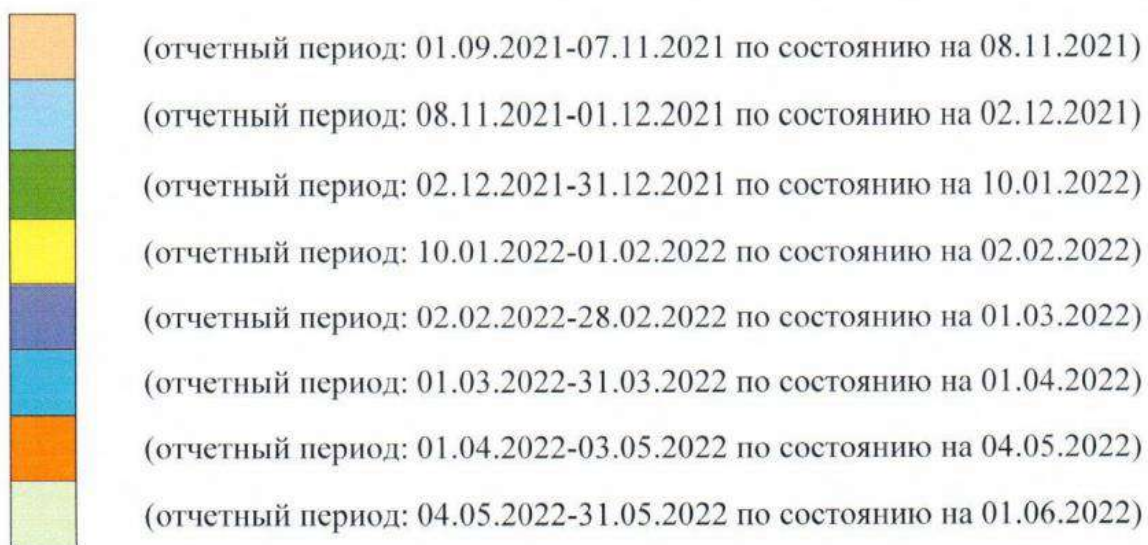 (отчетный период: 01.09.2021-07.11.2021 по состоянию на 08.11.2021)
(отчетный период: 08.11.2021-01.12.2021 по состоянию на 02.12.2021)
(отчетный период: 02.12.2021-31.12.2021 по состоянию на 10.01.2022)
(отчетный период: 10.01.2022-01.02.2022 по состоянию на 02.02.2022)
(отчетный период: 02.02.2022-28.02.2022 по состоянию на 01.03.2022)
(отчетный период: 01.03.2022-31.03.2022 по состоянию на 01.04.2022)
(отчетный период: 01.04.2022-03.05.2022 по состоянию на 04.05.2022)
(отчетный период: 04.05.2022-31.05.2022 по состоянию на 01.06.2022)